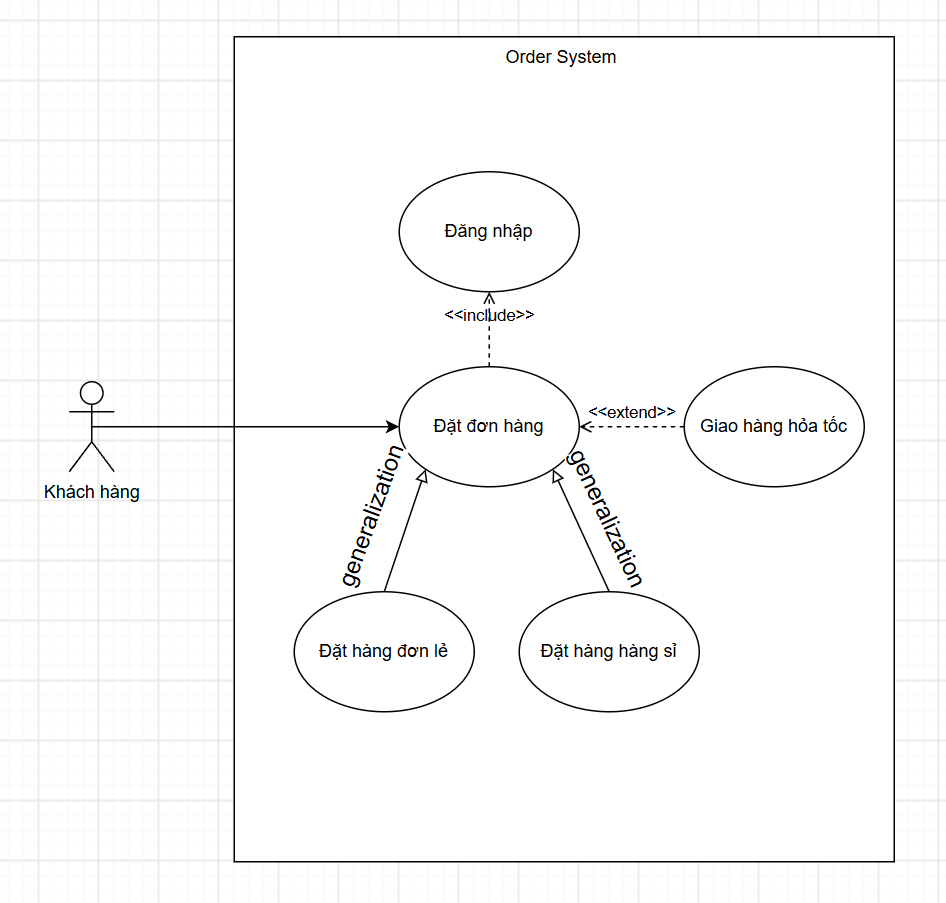 Order System
Đăng nhập
<<include>>
Đặt đơn hàng
<<extend>>
Giao hàng hỏa tốc
Khách hàng
generalization
generalization
Đặt hàng đơn lẻ
Đặt hàng hàng sỉ